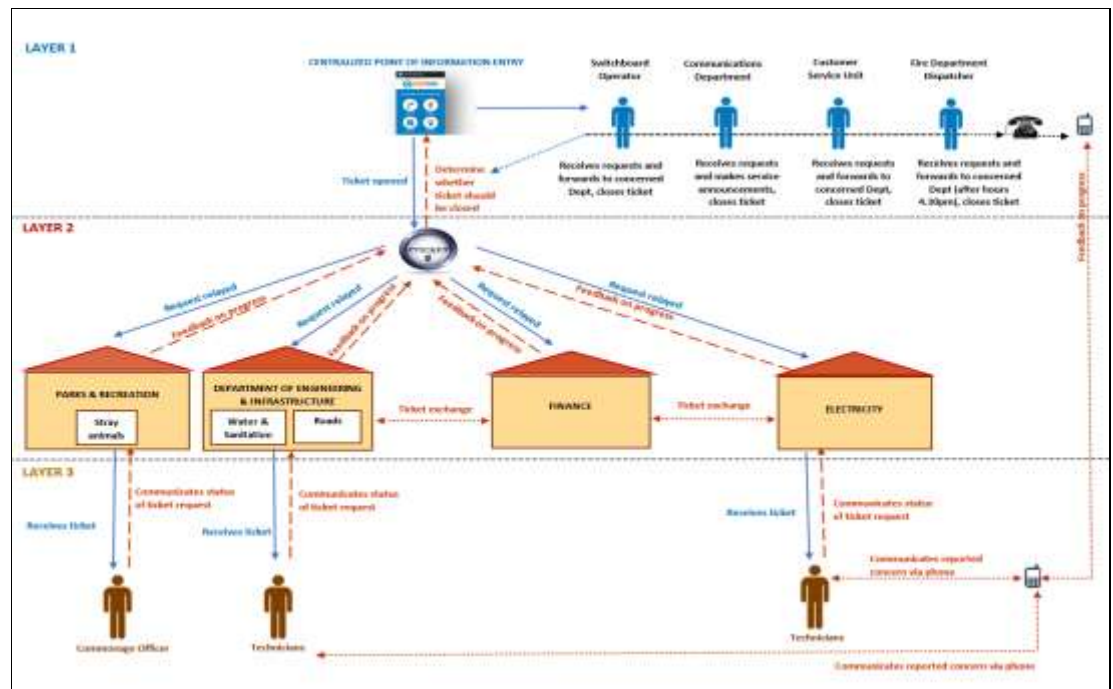 LAYER 1
CENTRALIZED POINT OF INFORMATION ENTRY
Switchboard
Operator
Communications
Department
Customer
Service Unit
Fire Department
Dispatcher
Receives requests and
forwards to concerned
Dept, closes ticket
Receives requests
and makes service
announcements,
closes ticket
Receives requests
and forwards to
concerned Dept,
closes ticket
Receives requests and
forwards to concerned
Dept (after hours
4.30pm), closes ticket
Ticket opened
Determine
whether
ticket should
be closed
Feedback on progress
LAYER 2
Request relayed
Feedback on progress
Request relayed
Feedback on progress
Request relayed
Feedback on progress
Request relayed
Feedback on progress
PARKS & RECREATION
Stray
animals
DEPARTMENT OF ENGINEERING
& INFRASTRUCTURE
Water &
Sanitation
Roads
Ticket exchange
FINANCE
Ticket exchange
ELECTRICITY
LAYER 3
Receives ticket
Communicates status
of ticket request
Receives ticket
Communicates status
of ticket request
Receives ticket
Communicates status
of ticket request
Communicates reported
concern via phone
Commonage Officer
Technicians
Technicians
Communicates reported concern via phone